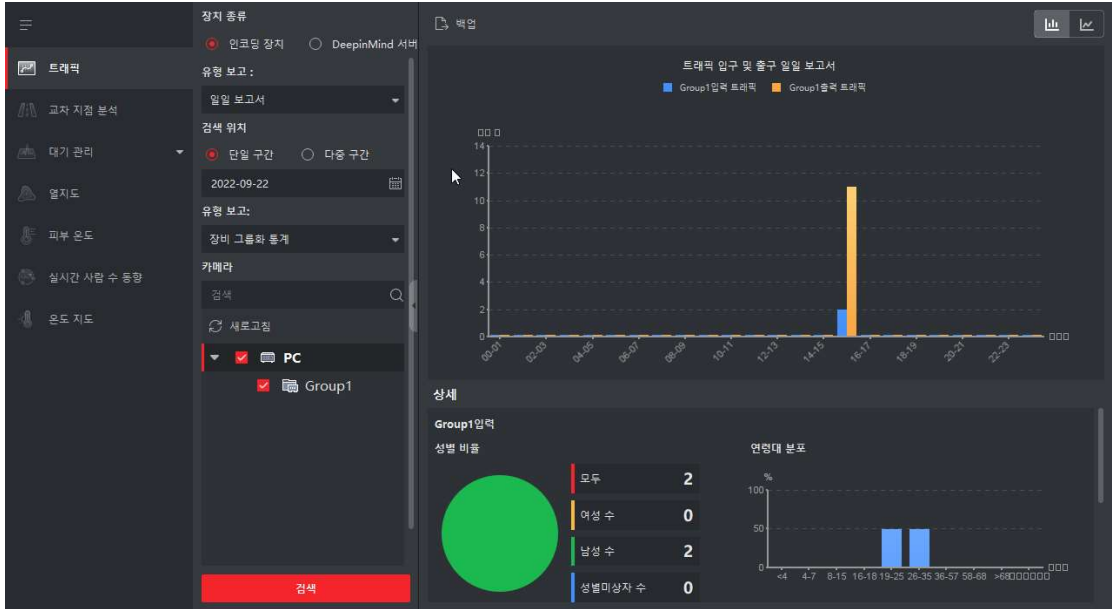 트래픽
교차 지점 분석
대기 관리
열지도
피부 온도
실시간 사람 수 동향
온도 지도
장치 종류
인코딩 장치 DeepinMind 서버
유형 보고 :
일일 보고서
검색 위치
단일 구간 다중 구간
2022-09-22
유형 보고:
장비 그룹화 통계
카메라
검색
새로고침
PC
Group1
검색
백업
트래픽 입구 및 출구 일일 보고서
Group1입력 트래픽 Group1출력 트래픽
14
12
10
8
6
4
2
0
00-01 02-03 04-05 06-07 08-09 10-11 12-13 14-15 16-17 18-19 20-21 22-23
상세
Group1입력
성별 비율
모두 2
여성 수 0
남성 수 2
성별미상자 수 0
연령대 분포
%
100
50
0
<4 4-7 8-15 16-18 19-25 26-35 36-57 58-68 >68